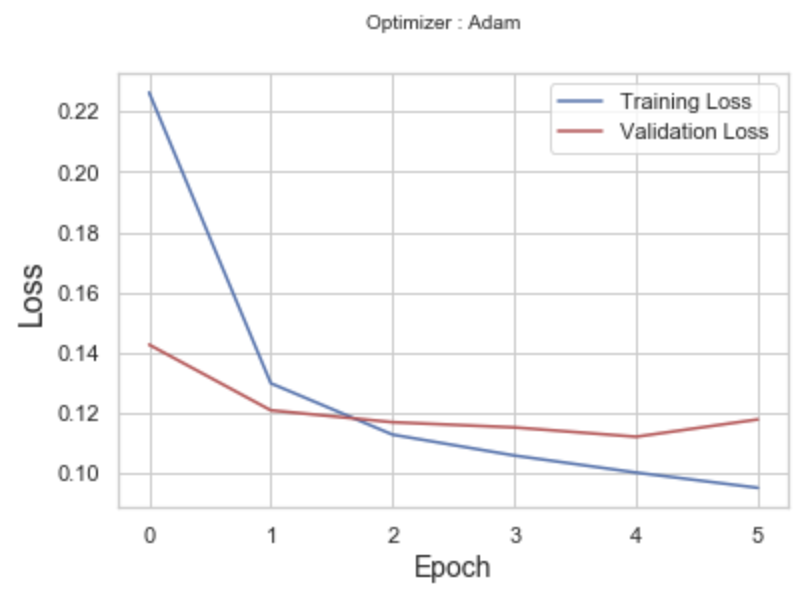 Optimizer : Adam
Training Loss
Validation Loss
0.22
0.20
0.18
0.16
0.14
0.12
0.10
Loss
0 1 2 3 4 5
Epoch